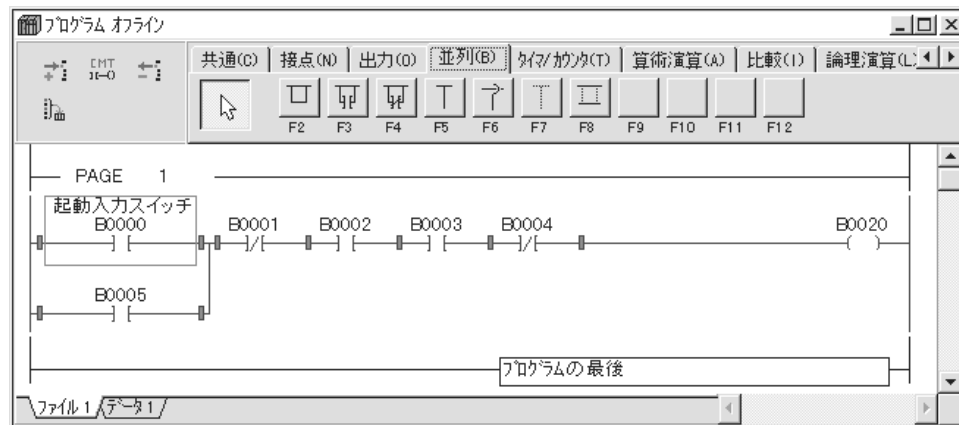 ﾌﾟﾛｸﾞﾗﾑ ｵﾌﾗｲﾝ
CMT
共通(C) 接点(N) 出力(O) 並列(B) ﾀｲﾏ/ｶｳﾝﾀ(T) 算術演算(A) 比較(I) 論理演算(L
F2 F3 F4 F5 F6 F7 F8 F9 F10 F11 F12
PAGE 1
起動入力スイッチ
B0000 B0001 B0002 B0003 B0004 B0020
B0005
ﾌﾟﾛｸﾞﾗﾑの最後
ﾌｧｲﾙ 1 ﾃﾞｰﾀ 1